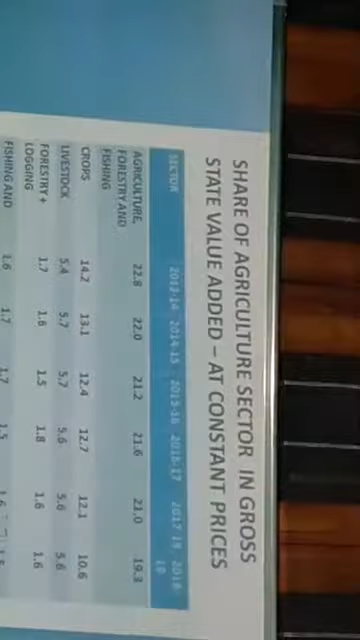 SHARE OF AGRICULTURE SECTOR IN GROSS
STATE VALUE ADDED – AT CONSTANT PRICES
SECTOR 2013-14 2014-15 2015-16 2016-17 2017-18 2018-
19
AGRICULTURE, 22.8 22.0 21.2 21.6 21.0 19.3
FORESTRY AND
FISHING
CROPS 14.2 13.1 12.4 12.7 12.1 10.6
LIVESTOCK 5.4 5.7 5.7 5.6 5.6 5.6
FORESTRY + 1.7 1.6 1.5 1.8 1.6 1.6
LOGGING
FISHING AND 1.6 1.7 1.7 1.5